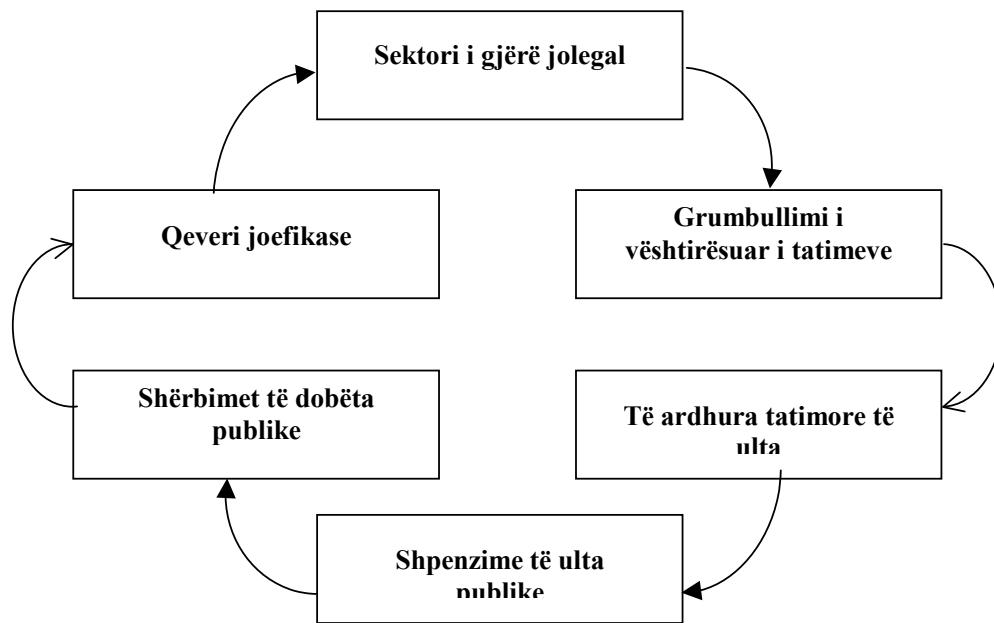 Sektori i gjërë jolegal
Qeveri joefikase
Grumbullimi i
vështirësuar i tatimeve
Shërbimet të dobëta
publike
Të ardhura tatimore të
ulta
Shpenzime të ulta
publike